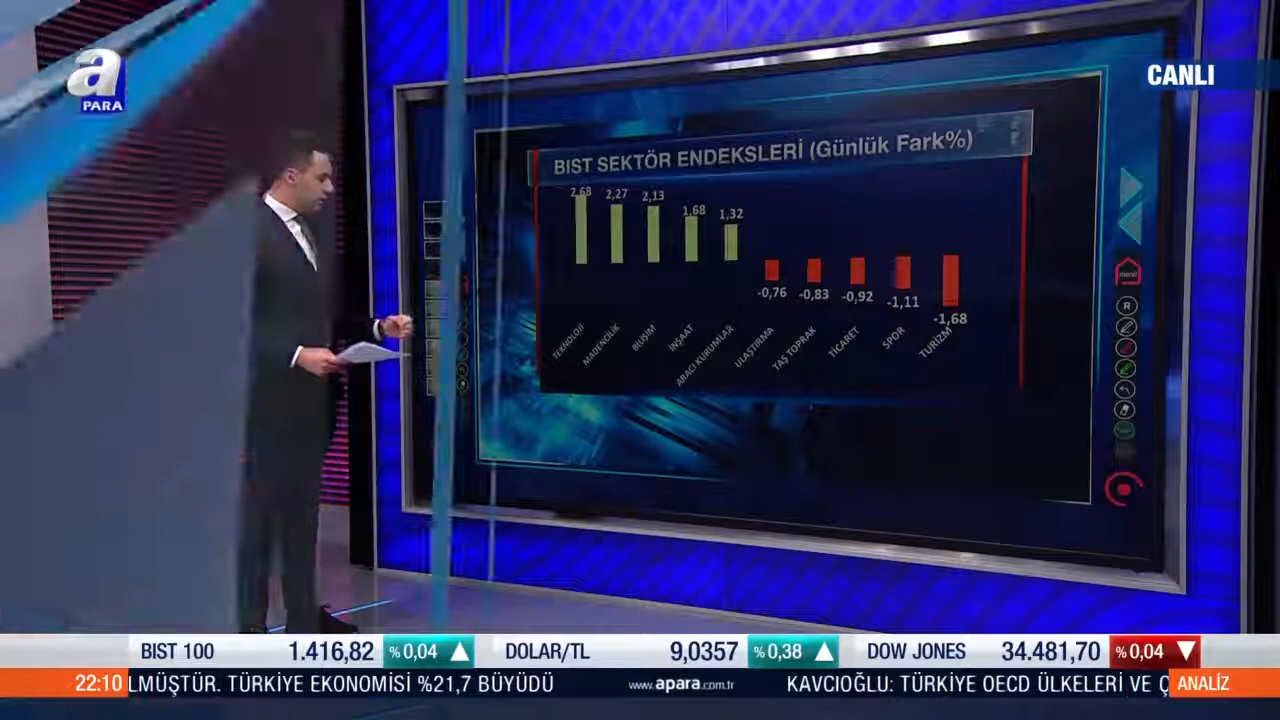 a
PARA
CANLI
BIST SEKTÖR ENDEKSLERİ (Günlük Fark%)
2,68
2,27
2,13
1,68
1,32
-0,76
-0,83
-0,92
-1,11
-1,68
TEKNOLOJİ
MADENCİLİK
BİLİŞİM
İNŞAAT
ARACI KURUMLAR
ULAŞTIRMA
TAŞ TOPRAK
TİCARET
SPOR
TURİZM
menü
R
BIST 100 1.416,82 %0,04
DOLAR/TL 9,0357 %0,38
DOW JONES 34.481,70 %0,04
22:10 LMÜŞTÜR. TÜRKİYE EKONOMİSİ %21,7 BÜYÜDÜ www.apara.com.tr KAVCIOĞLU: TÜRKİYE OECD ÜLKELERİ VE Ç ANALİZ